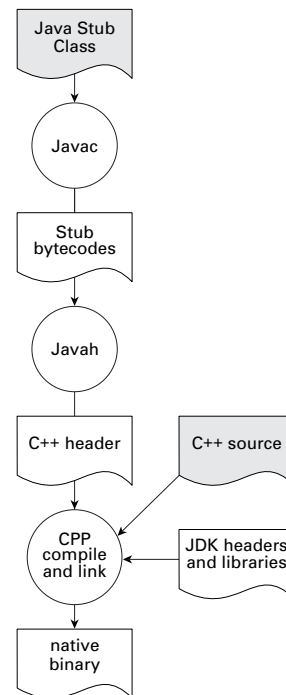 Java Stub
Class
Javac
Stub
bytecodes
Javah
C++ header
C++ source
CPP
compile
and link
JDK headers
and libraries
native
binary